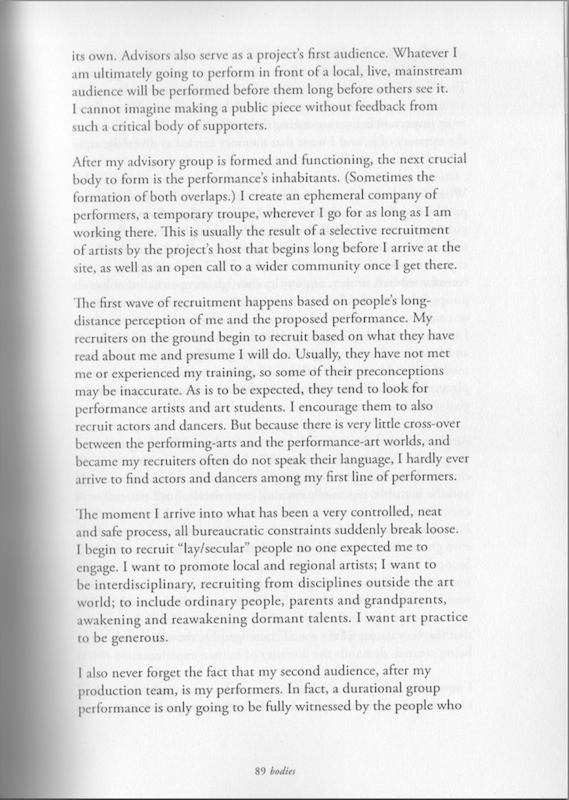 its own. Advisors also serve as a project's first audience. Whatever I
am ultimately going to perform in front of a local, live, mainstream
audience will be performed before them long before others see it.
I cannot imagine making a public piece without feedback from
such a critical body of supporters.
After my advisory group is formed and functioning, the next crucial
body to form is the performance's inhabitants. (Sometimes the
formation of both overlaps.) I create an ephemeral company of
performers, a temporary troupe, wherever I go for as long as I am
working there. This is usually the result of a selective recruitment
of artists by the project's host that begins long before I arrive at the
site, as well as an open call to a wider community once I get there.
The first wave of recruitment happens based on people's long-
distance perception of me and the proposed performance. My
recruiters on the ground begin to recruit based on what they have
read about me and presume I will do. Usually, they have not met
me or experienced my training, so some of their preconceptions
may be inaccurate. As is to be expected, they tend to look for
performance artists and art students. I encourage them to also
recruit actors and dancers. But because there is very little cross-over
between the performing-arts and the performance-art worlds, and
became my recruiters often do not speak their language, I hardly ever
arrive to find actors and dancers among my first line of performers.
The moment I arrive into what has been a very controlled, neat
and safe process, all bureaucratic constraints suddenly break loose.
I begin to recruit “lay/secular” people no one expected me to
engage. I want to promote local and regional artists; I want to
be interdisciplinary, recruiting from disciplines outside the art
world; to include ordinary people, parents and grandparents,
awakening and reawakening dormant talents. I want art practice
to be generous.
I also never forget the fact that my second audience, after my
production team, is my performers. In fact, a durational group
performance is only going to be fully witnessed by the people who
89 bodies